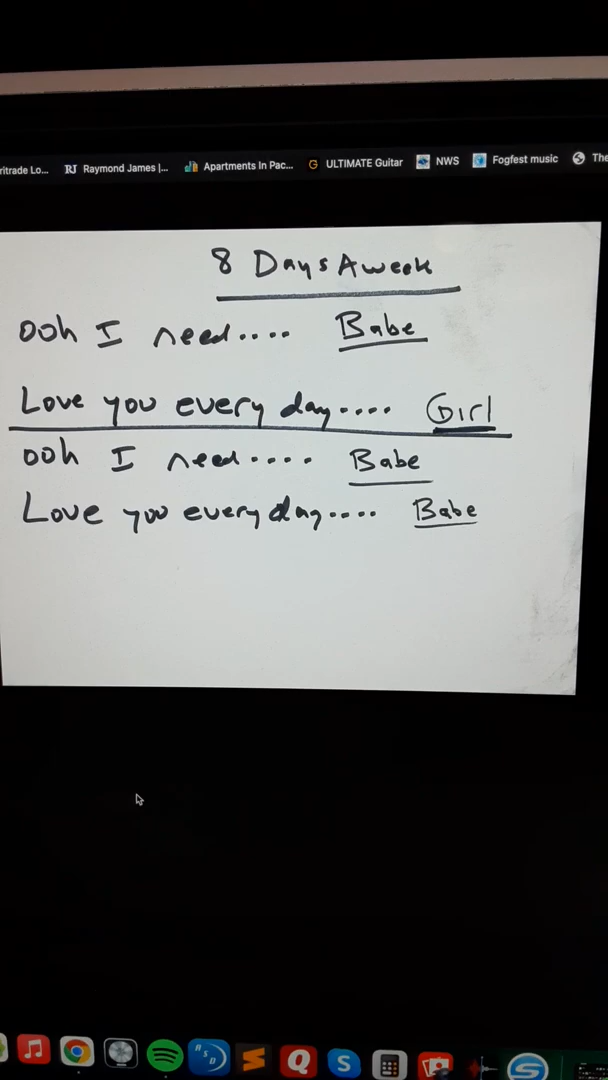 ritrade Lo... RJ Raymond James |... Apartments In Pac... G ULTIMATE Guitar NWS Fogfest music The
8 Days A week
ooh I need.... Babe
Love you every day.... Girl
ooh I need.... Babe
Love you every day.... Babe
ASD
S
Q
S
S